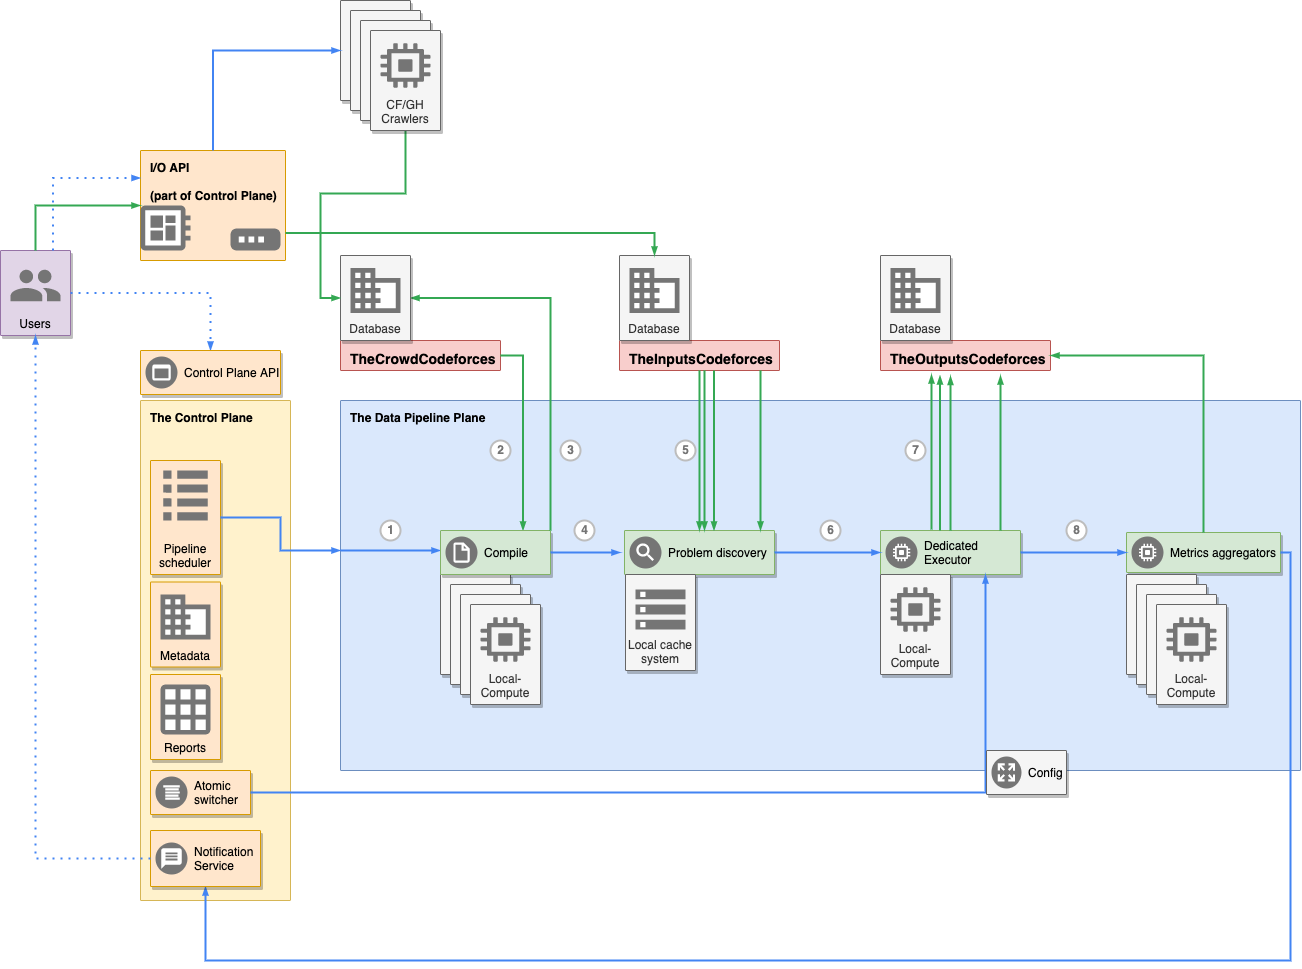 CF/GH
Crawlers
I/O API
(part of Control Plane)
Users
Database
Database
Database
TheCrowdCodeforces
TheInputsCodeforces
TheOutputsCodeforces
Control Plane API
The Control Plane
The Data Pipeline Plane
2
3
5
7
1
4
6
8
Pipeline
scheduler
Compile
Problem discovery
Dedicated
Executor
Metrics aggregators
Local-
Compute
Local cache
system
Local-
Compute
Local-
Compute
Metadata
Reports
Atomic
switcher
Config
Notification
Service